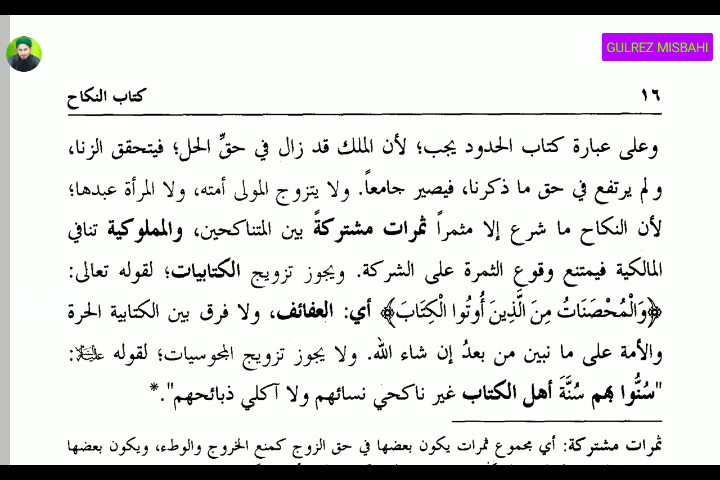 GULREZ MISBAHI
١٦ كتاب النكاح
وعلى عبارة كتاب الحدود يجب؛ لأن الملك قد زال في حقِّ الحل؛ فيتحقق الزنا،
ولم يرتفع في حق ما ذكرنا، فيصير جامعاً. ولا يتزوج المولى أمته، ولا المرأة عبدها؛
لأن النكاح ما شرع إلا مثمراً ثمرات مشتركةً بين المتناكحين، والمملوكية تنافي
المالكية فيمتنع وقوع الثمرة على الشركة. ويجوز تزويج الكتابيات؛ لقوله تعالى:
﴿وَالْمُحْصَنَاتُ مِنَ الَّذِينَ أُوتُوا الْكِتَابَ﴾ أي: العفائف، ولا فرق بين الكتابية الحرة
والأمة على ما نبين من بعدُ إن شاء الله. ولا يجوز تزويج المجوسيات؛ لقوله عليه السلام:
"سُنُّوا بهم سُنَّةَ أهل الكتاب غير ناكحي نسائهم ولا آكلي ذبائحهم".*
ثمرات مشتركة: أي مجموع ثمرات يكون بعضها في حق الزوج كمنع الخروج والوطء، ويكون بعضها